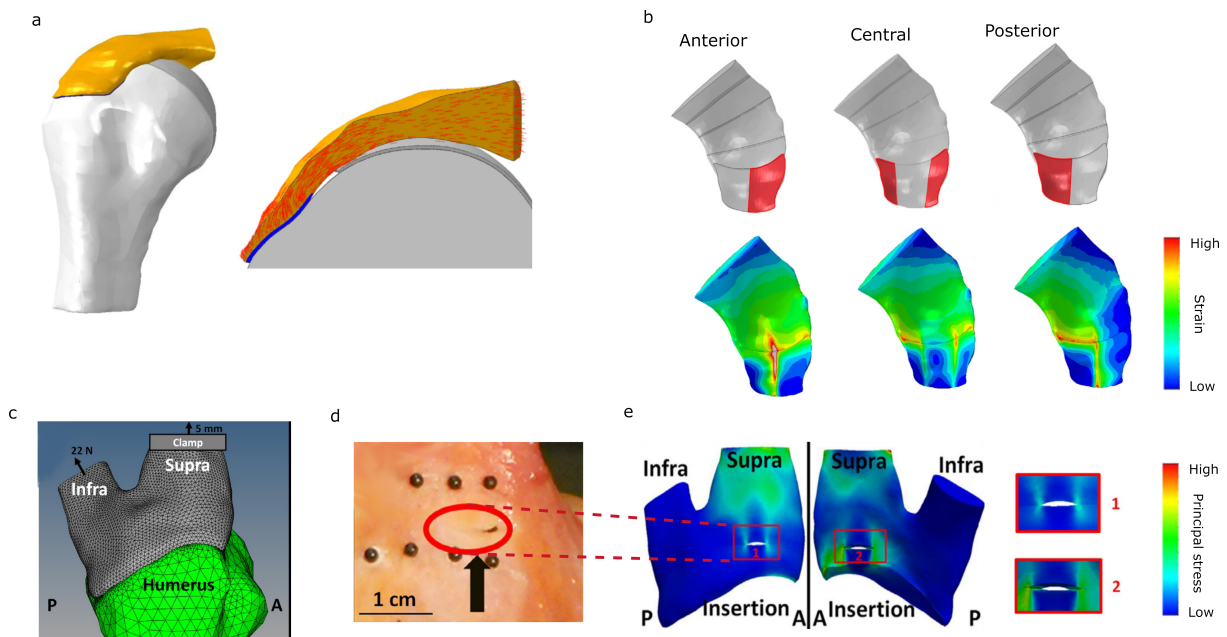 a
b
Anterior
Central
Posterior
High
Strain
Low
c
5 mm
Clamp
22 N
Supra
Infra
Humerus
P
A
d
1 cm
e
Infra
Supra
Supra
Infra
1
2
Insertion
Insertion
P
A
A
P
1
2
High
Principal stress
Low